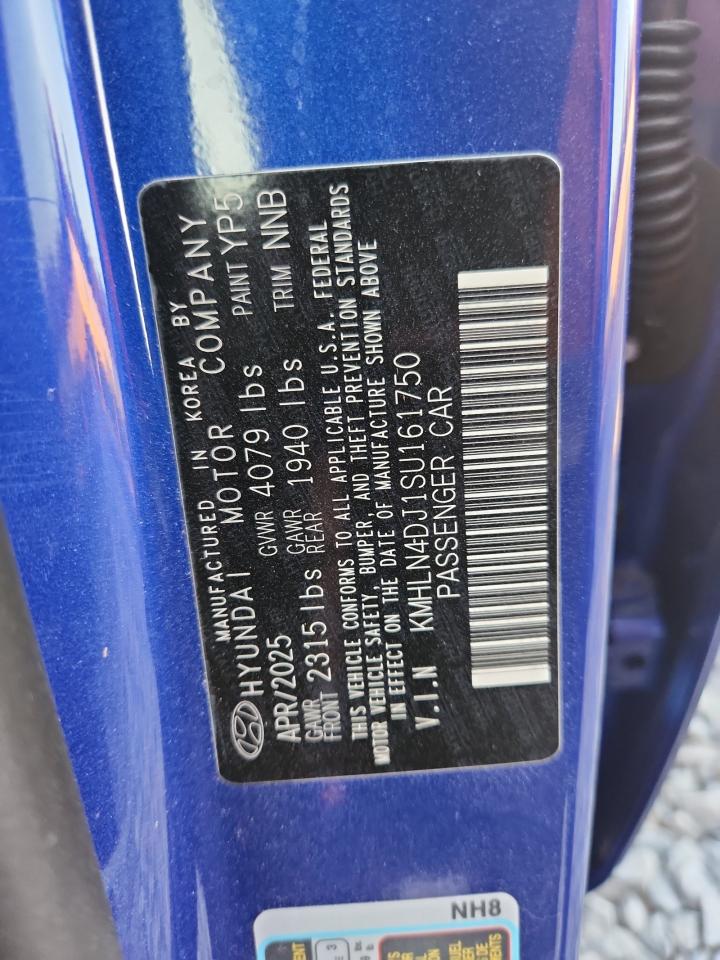 MANUFACTURED IN KOREA BY
HYUNDAI MOTOR COMPANY
APR/2025 GVWR 4079 lbs PAINT YP5
GAWR FRONT 2315 lbs GAWR REAR 1940 lbs TRIM NNB
THIS VEHICLE CONFORMS TO ALL APPLICABLE U.S.A. FEDERAL
MOTOR VEHICLE SAFETY, BUMPER, AND THEFT PREVENTION STANDARDS
IN EFFECT ON THE DATE OF MANUFACTURE SHOWN ABOVE
V.I.N KMHLN4DJ1SU161750
PASSENGER CAR
NH8